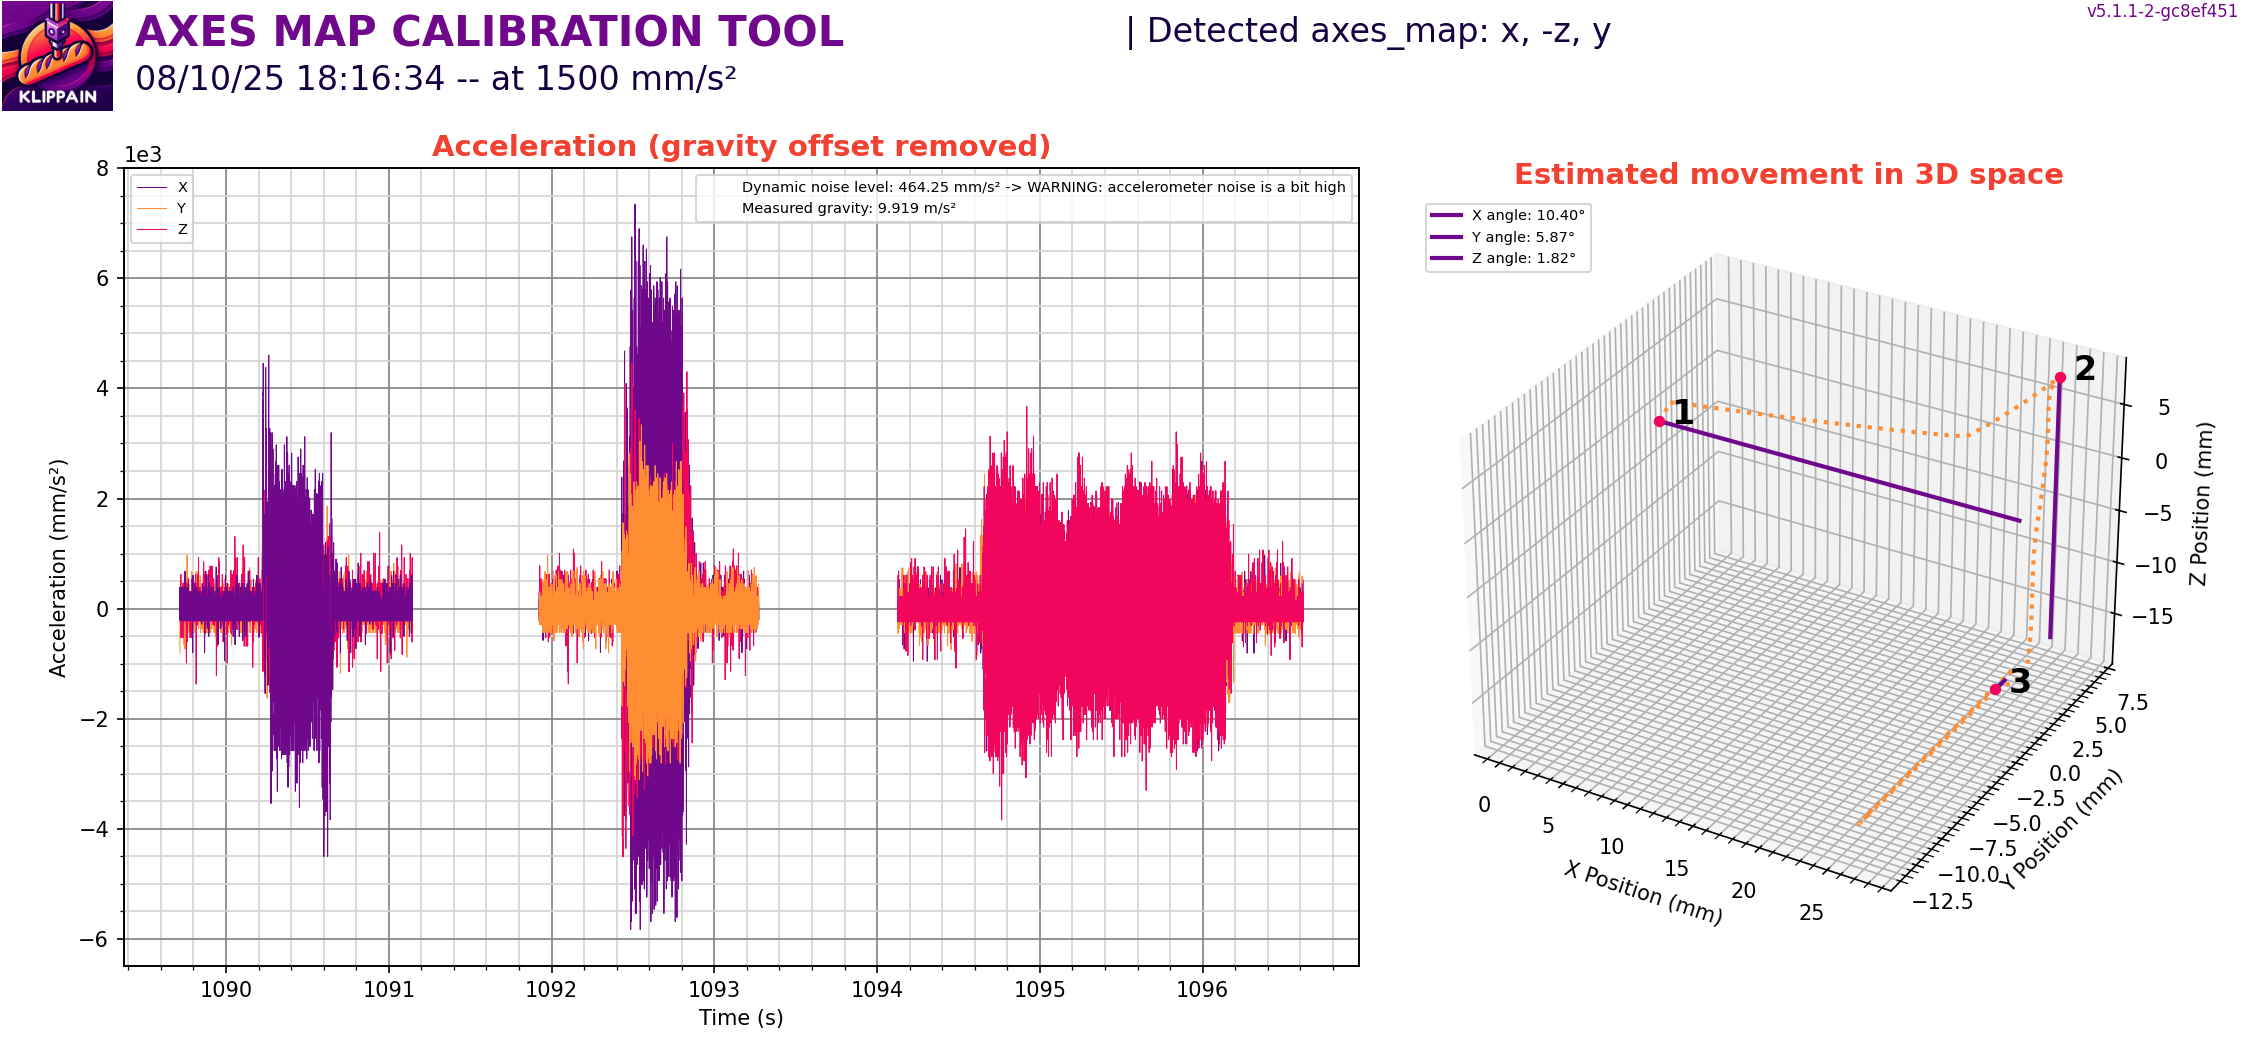 AXES MAP CALIBRATION TOOL
| Detected axes_map: x, -z, y
v5.1.1-2-gc8ef451
08/10/25 18:16:34 -- at 1500 mm/s²
KLIPPAIN
Acceleration (gravity offset removed)
1e3
X
Y
Z
Dynamic noise level: 464.25 mm/s² -> WARNING: accelerometer noise is a bit high
Measured gravity: 9.919 m/s²
8
6
4
2
0
−2
−4
−6
Acceleration (mm/s²)
1090
1091
1092
1093
1094
1095
1096
Time (s)
Estimated movement in 3D space
X angle: 10.40°
Y angle: 5.87°
Z angle: 1.82°
1
2
3
5
0
−5
−10
−15
Z Position (mm)
7.5
5.0
2.5
0.0
−2.5
−5.0
−7.5
−10.0
−12.5
Y Position (mm)
0
5
10
15
20
25
X Position (mm)